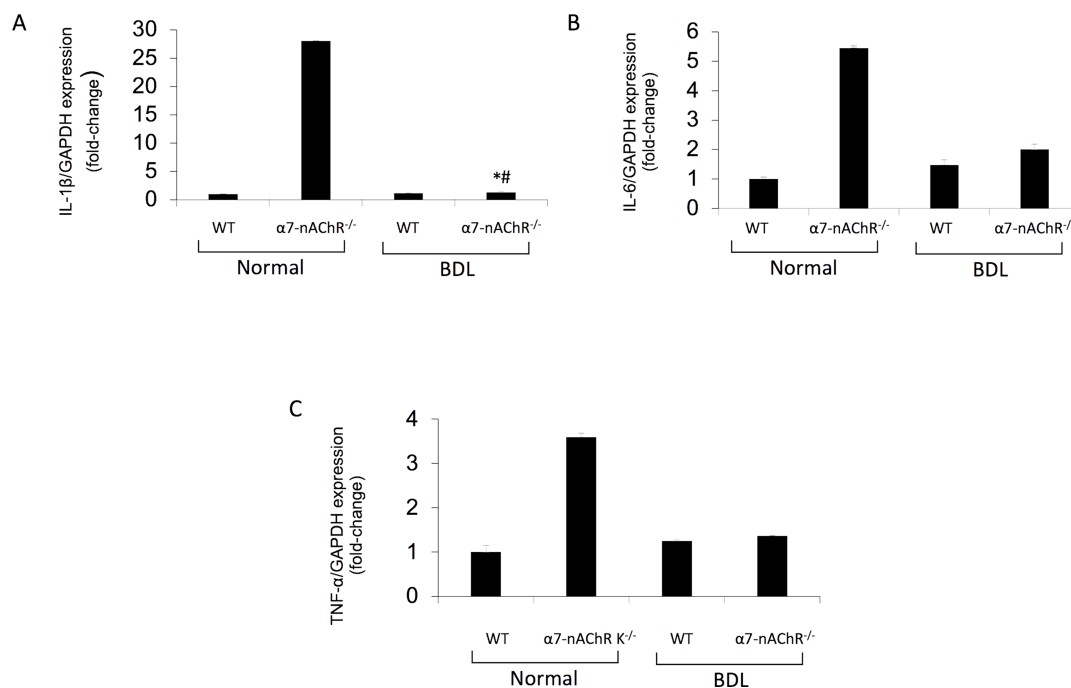 A
IL-1β/GAPDH expression
(fold-change)
30
25
20
15
10
5
0
*#
WT
α7-nAChR-/-
WT
α7-nAChR-/-
Normal
BDL
B
IL-6/GAPDH expression
(fold-change)
6
5
4
3
2
1
0
WT
α7-nAChR-/-
WT
α7-nAChR-/
Normal
BDL
C
TNF-α/GAPDH expression
(fold-change)
4
3
2
1
0
WT
α7-nAChR K-/-
WT
α7-nAChR-/-
Normal
BDL